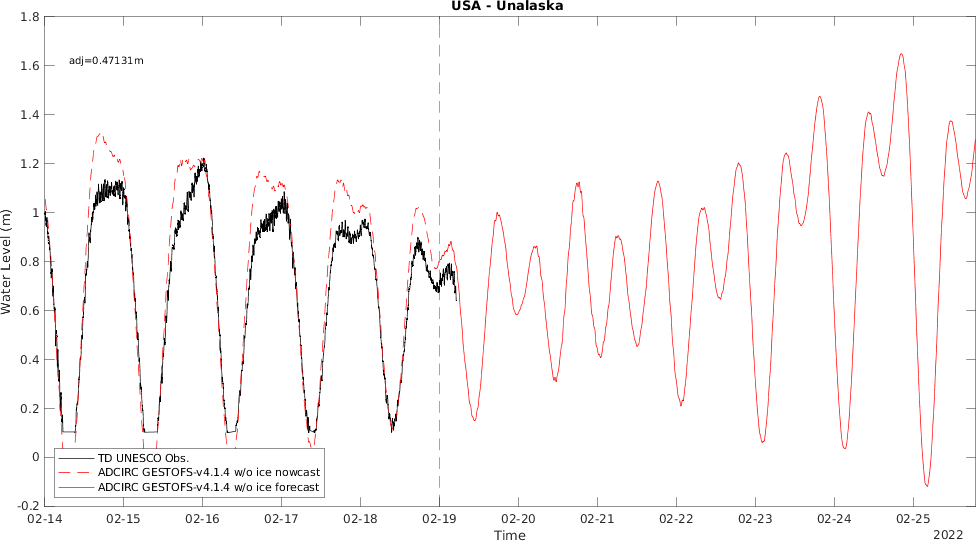 USA - Unalaska
1.8
1.6
1.4
1.2
1
0.8
0.6
0.4
0.2
0
-0.2
Water Level (m)
adj=0.47131m
TD UNESCO Obs.
ADCIRC GESTOFS-v4.1.4 w/o ice nowcast
ADCIRC GESTOFS-v4.1.4 w/o ice forecast
02-14 02-15 02-16 02-17 02-18 02-19 02-20 02-21 02-22 02-23 02-24 02-25
Time
2022